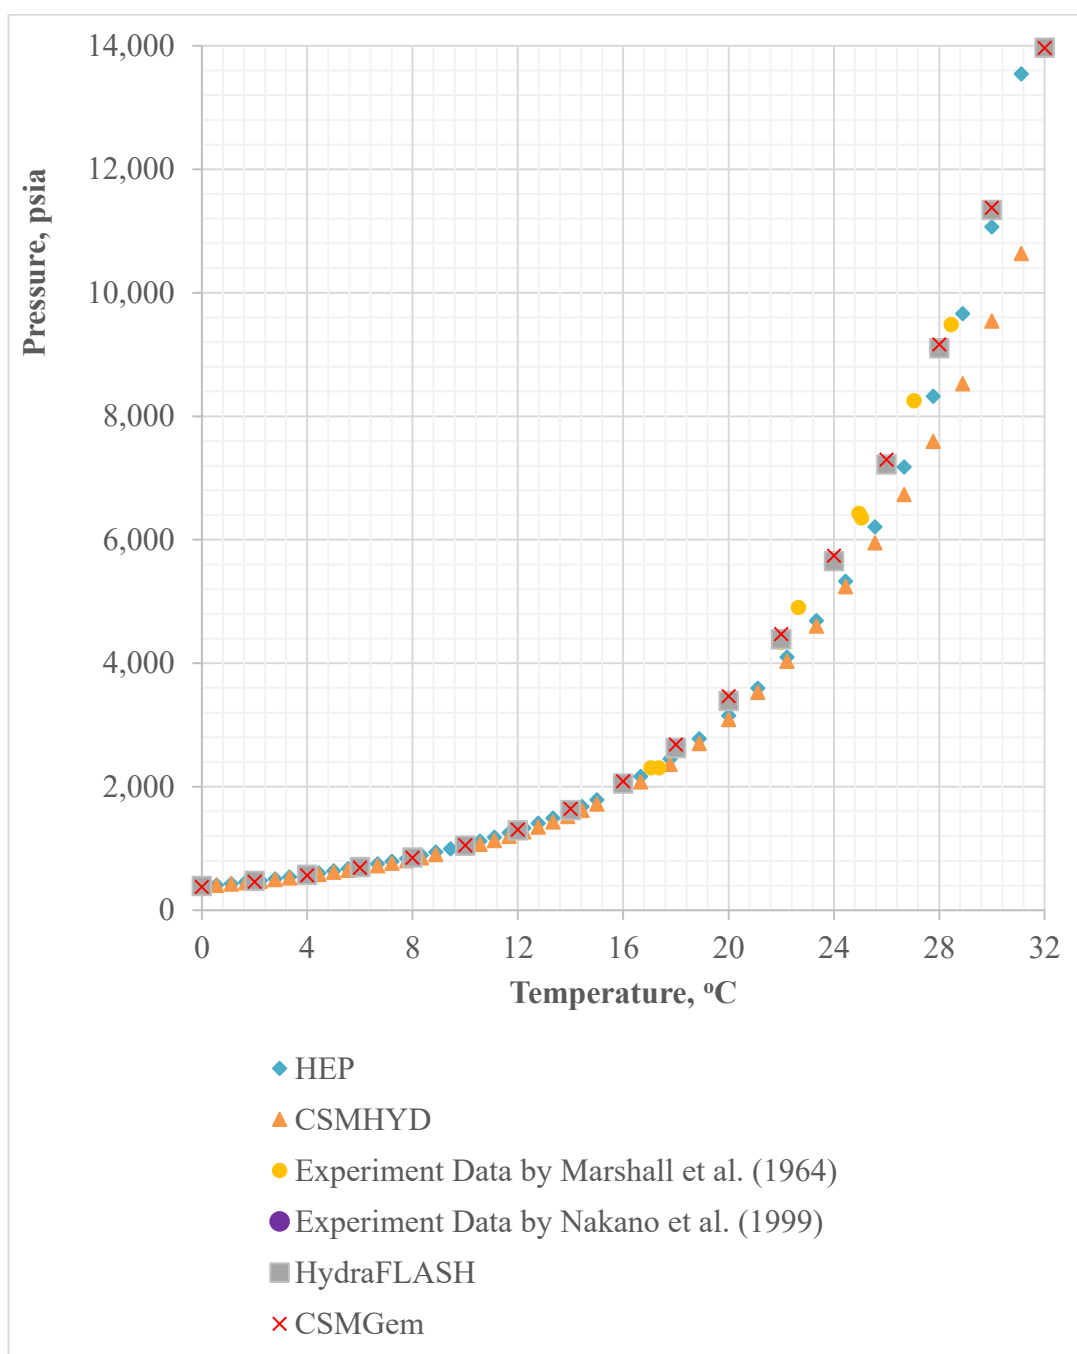 14,000
12,000
10,000
8,000
6,000
4,000
2,000
0
Pressure, psia
0 4 8 12 16 20 24 28 32
Temperature, ᵒC
HEP
CSMHYD
Experiment Data by Marshall et al. (1964)
Experiment Data by Nakano et al. (1999)
HydraFLASH
CSMGem